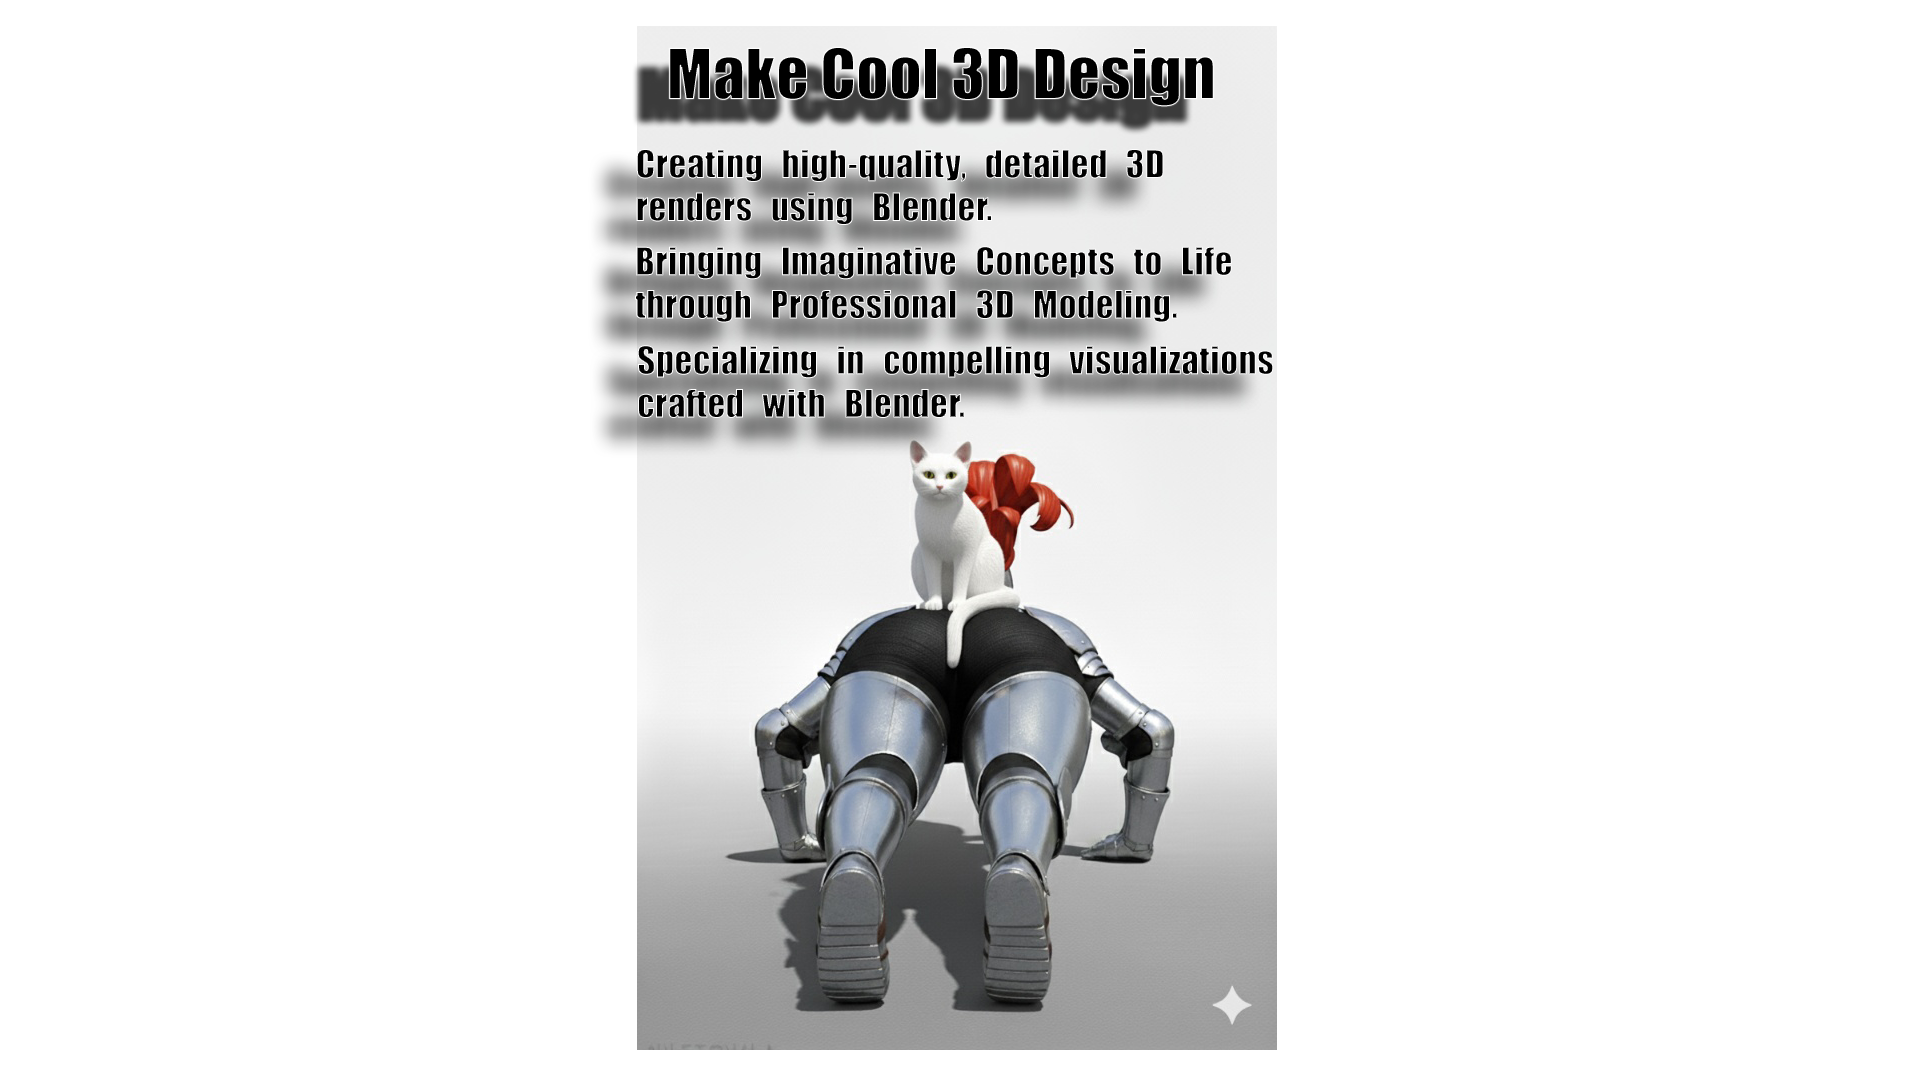 Make Cool 3D Design
Creating high-quality, detailed 3D
renders using Blender.
Bringing Imaginative Concepts to Life
through Professional 3D Modeling.
Specializing in compelling visualizations
crafted with Blender.